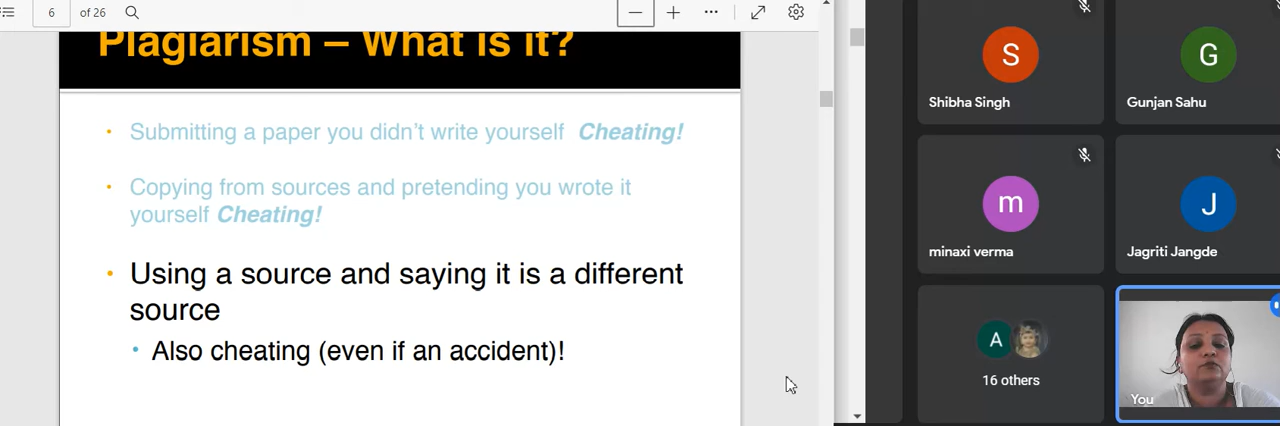 6 of 26
Plagiarism – What is it?
• Submitting a paper you didn't write yourself Cheating!
• Copying from sources and pretending you wrote it
yourself Cheating!
• Using a source and saying it is a different
source
• Also cheating (even if an accident)!
S
Shibha Singh
G
Gunjan Sahu
m
minaxi verma
J
Jagriti Jangde
A
16 others
You